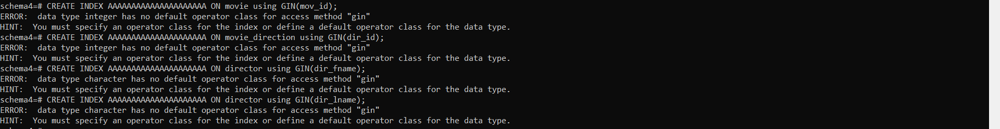 schema4=# CREATE INDEX AAAAAAAAAAAAAAAAAAAAA ON movie using GIN(mov_id);
ERROR:  data type integer has no default operator class for access method "gin"
HINT:  You must specify an operator class for the index or define a default operator class for the data type.
schema4=# CREATE INDEX AAAAAAAAAAAAAAAAAAAAA ON movie_direction using GIN(dir_id);
ERROR:  data type integer has no default operator class for access method "gin"
HINT:  You must specify an operator class for the index or define a default operator class for the data type.
schema4=# CREATE INDEX AAAAAAAAAAAAAAAAAAAAA ON director using GIN(dir_fname);
ERROR:  data type character has no default operator class for access method "gin"
HINT:  You must specify an operator class for the index or define a default operator class for the data type.
schema4=# CREATE INDEX AAAAAAAAAAAAAAAAAAAAA ON director using GIN(dir_lname);
ERROR:  data type character has no default operator class for access method "gin"
HINT:  You must specify an operator class for the index or define a default operator class for the data type.